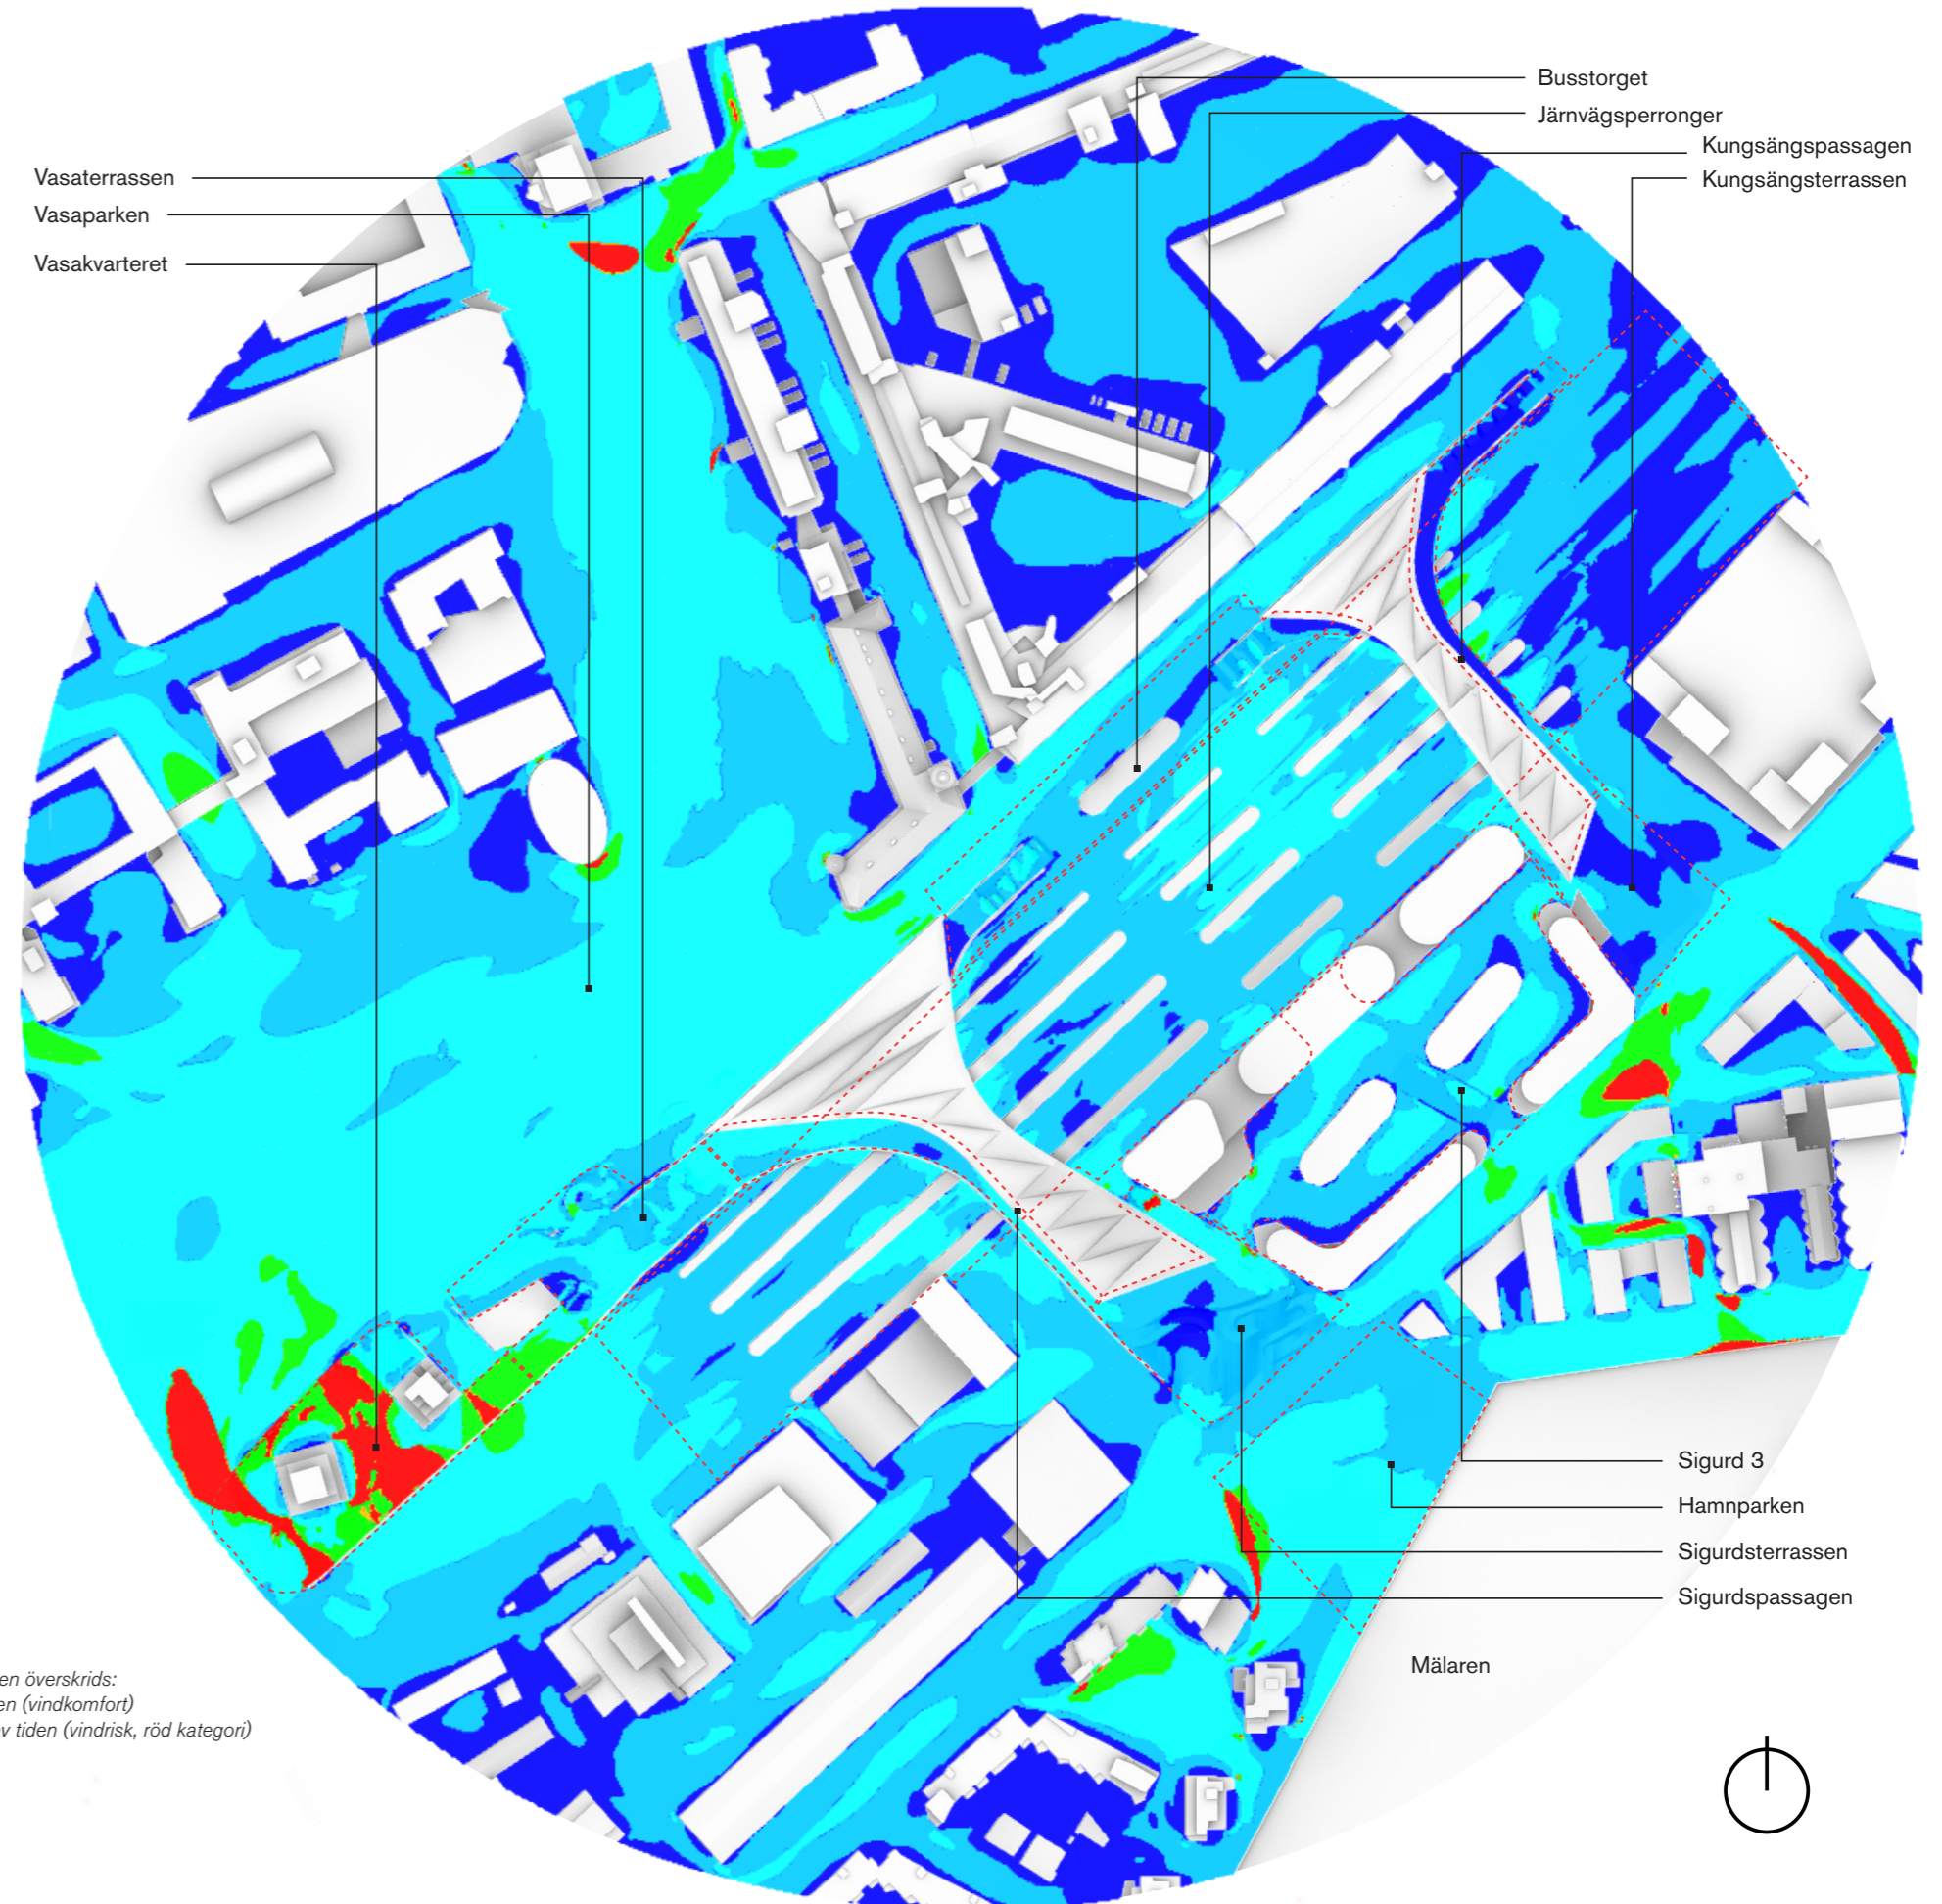 Busstorget
Järnvägsperronger
Kungsängspassagen
Kungsängsterrassen
Vasaterrassen
Vasaparken
Vasakvarteret
Sigurd 3
Hamnparken
Sigurdsterrassen
Sigurdspassagen
Mälaren
en överskrids:
en (vindkomfort)
v tiden (vindrisk, röd kategori)